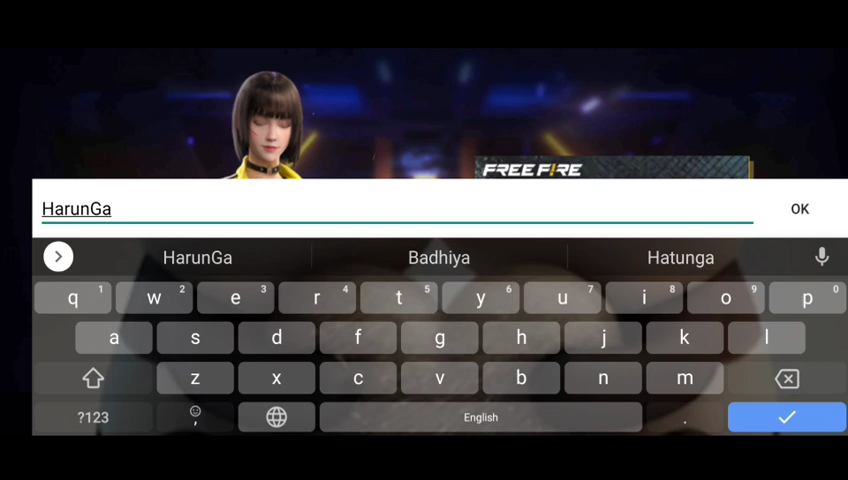 FREE FIRE
HarunGa OK
HarunGa Badhiya Hatunga
q 1 w 2 e 3 r 4 t 5 y 6 u 7 i 8 o 9 p 0
a s d f g h j k l
z x c v b n m
?123 , English .